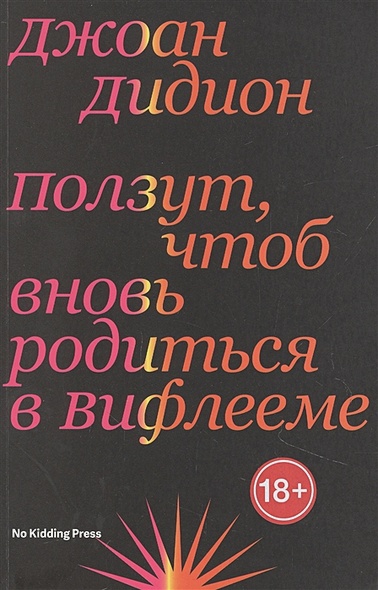 джоан
дидион
ползут,
чтоб
вновь
родиться
в вифлееме
18+
No Kidding Press